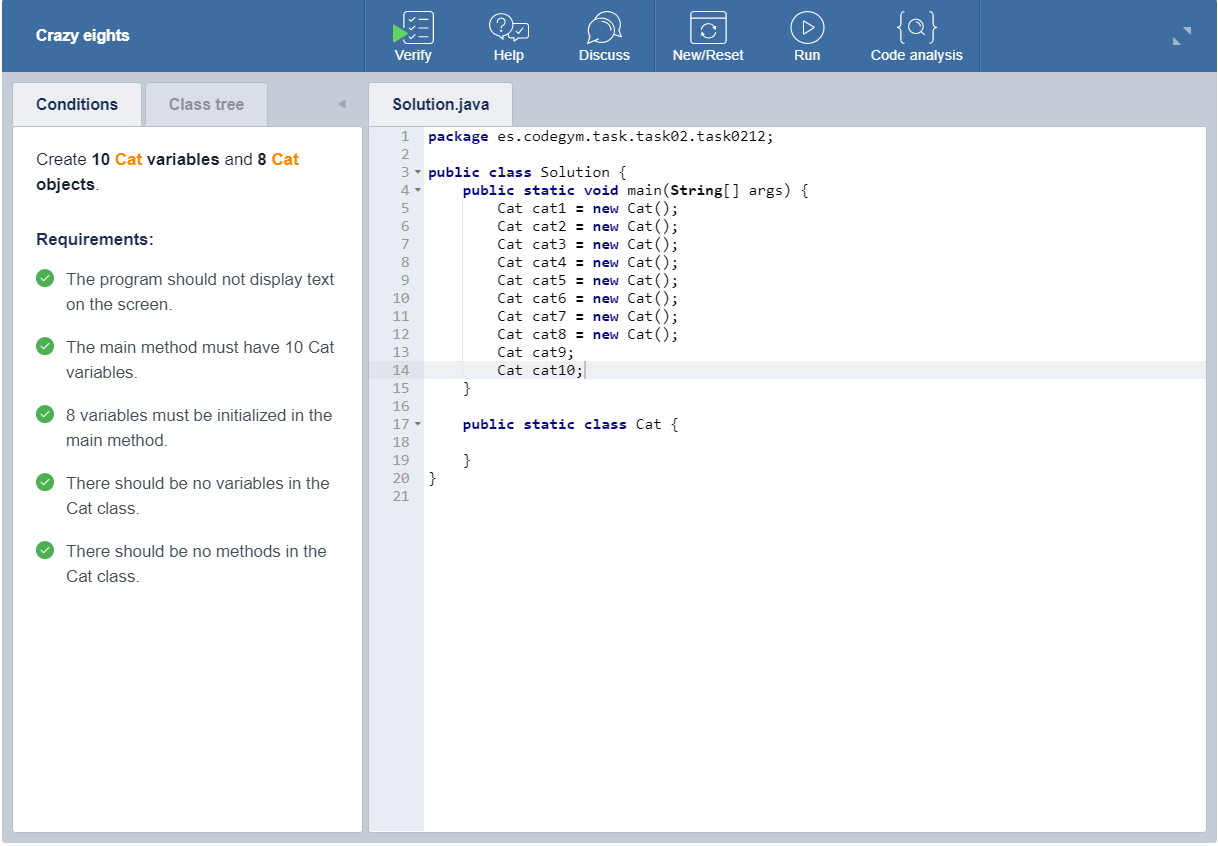 Crazy eights
Verify
Help
Discuss
New/Reset
Run
Code analysis
Conditions
Class tree
Create 10 Cat variables and 8 Cat
objects.
Requirements:
The program should not display text
on the screen.
The main method must have 10 Cat
variables.
8 variables must be initialized in the
main method.
There should be no variables in the
Cat class.
There should be no methods in the
Cat class.
Solution.java
1 package es.codegym.task.task02.task0212;
2
3 public class Solution {
4     public static void main(String[] args) {
5         Cat cat1 = new Cat();
6         Cat cat2 = new Cat();
7         Cat cat3 = new Cat();
8         Cat cat4 = new Cat();
9         Cat cat5 = new Cat();
10         Cat cat6 = new Cat();
11         Cat cat7 = new Cat();
12         Cat cat8 = new Cat();
13         Cat cat9;
14         Cat cat10;
15     }
16
17     public static class Cat {
18
19     }
20 }
21